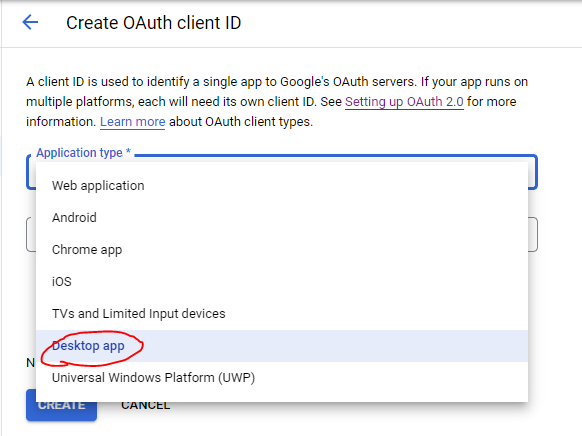 Create OAuth client ID
A client ID is used to identify a single app to Google's OAuth servers. If your app runs on
multiple platforms, each will need its own client ID. See Setting up OAuth 2.0 for more
information. Learn more about OAuth client types.
Application type *
Web application
Android
Chrome app
iOS
TVs and Limited Input devices
Desktop app
N
Universal Windows Platform (UWP)
CREATE CANCEL